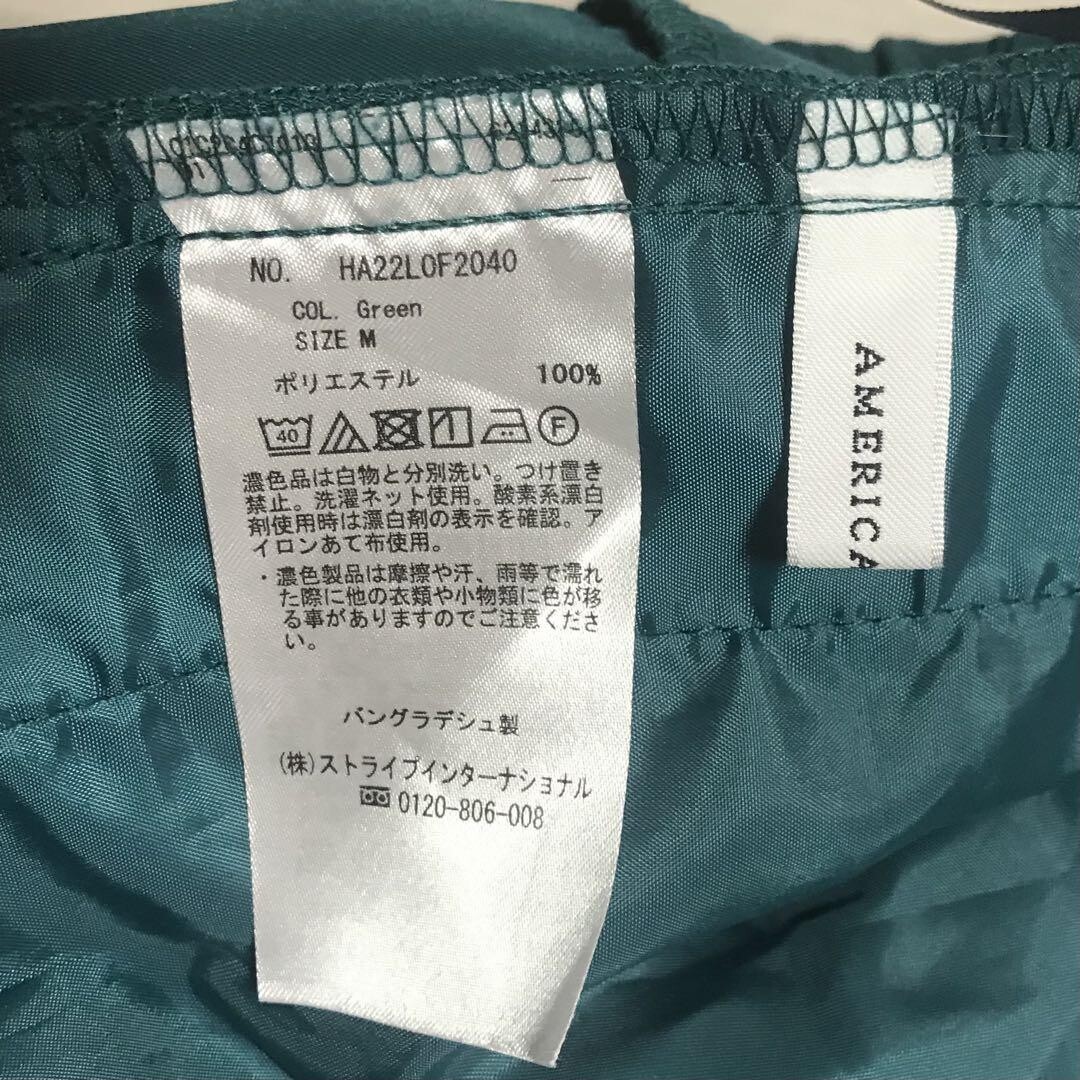 NO. HA22L0F2040
COL. Green
SIZE M
ポリエステル 100%
40 F
濃色品は白物と分別洗い。つけ置き
禁止。洗濯ネット使用。酸素系漂白
剤使用時は漂白剤の表示を確認。ア
イロンあて布使用。
・濃色製品は摩擦や汗、雨等で濡れ
た際に他の衣類や小物類に色が移
る事がありますのでご注意くださ
い。
バングラデシュ製
(株)ストライプインターナショナル
0120-806-008
AMERICA